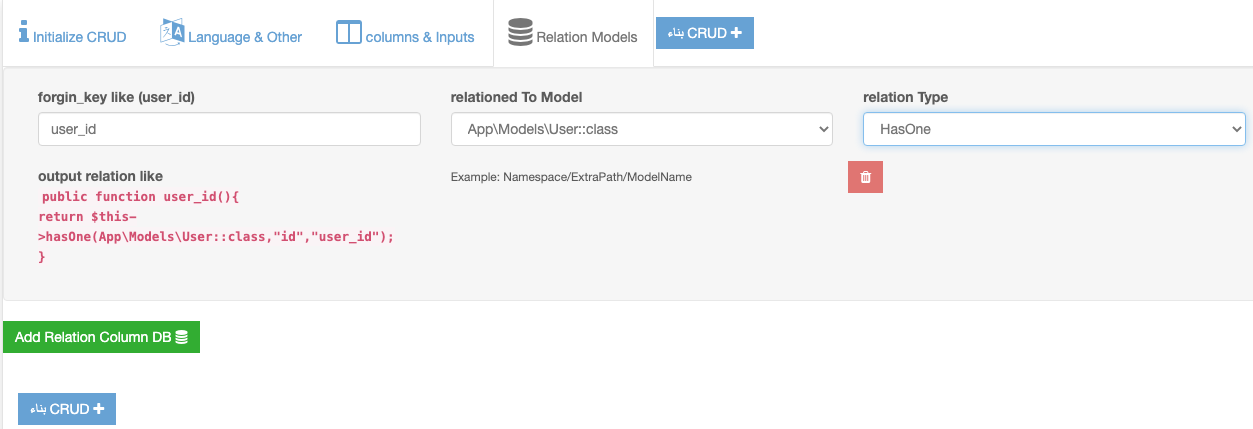 Initialize CRUD
Language & Other
columns & Inputs
Relation Models
بناء CRUD
forgin_key like (user_id)
relationed To Model
relation Type
user_id
App\Models\User::class
HasOne
output relation like
Example: Namespace/ExtraPath/ModelName
public function user_id(){
return $this-
>hasOne(App\Models\User::class,"id","user_id");
}
Add Relation Column DB
بناء CRUD